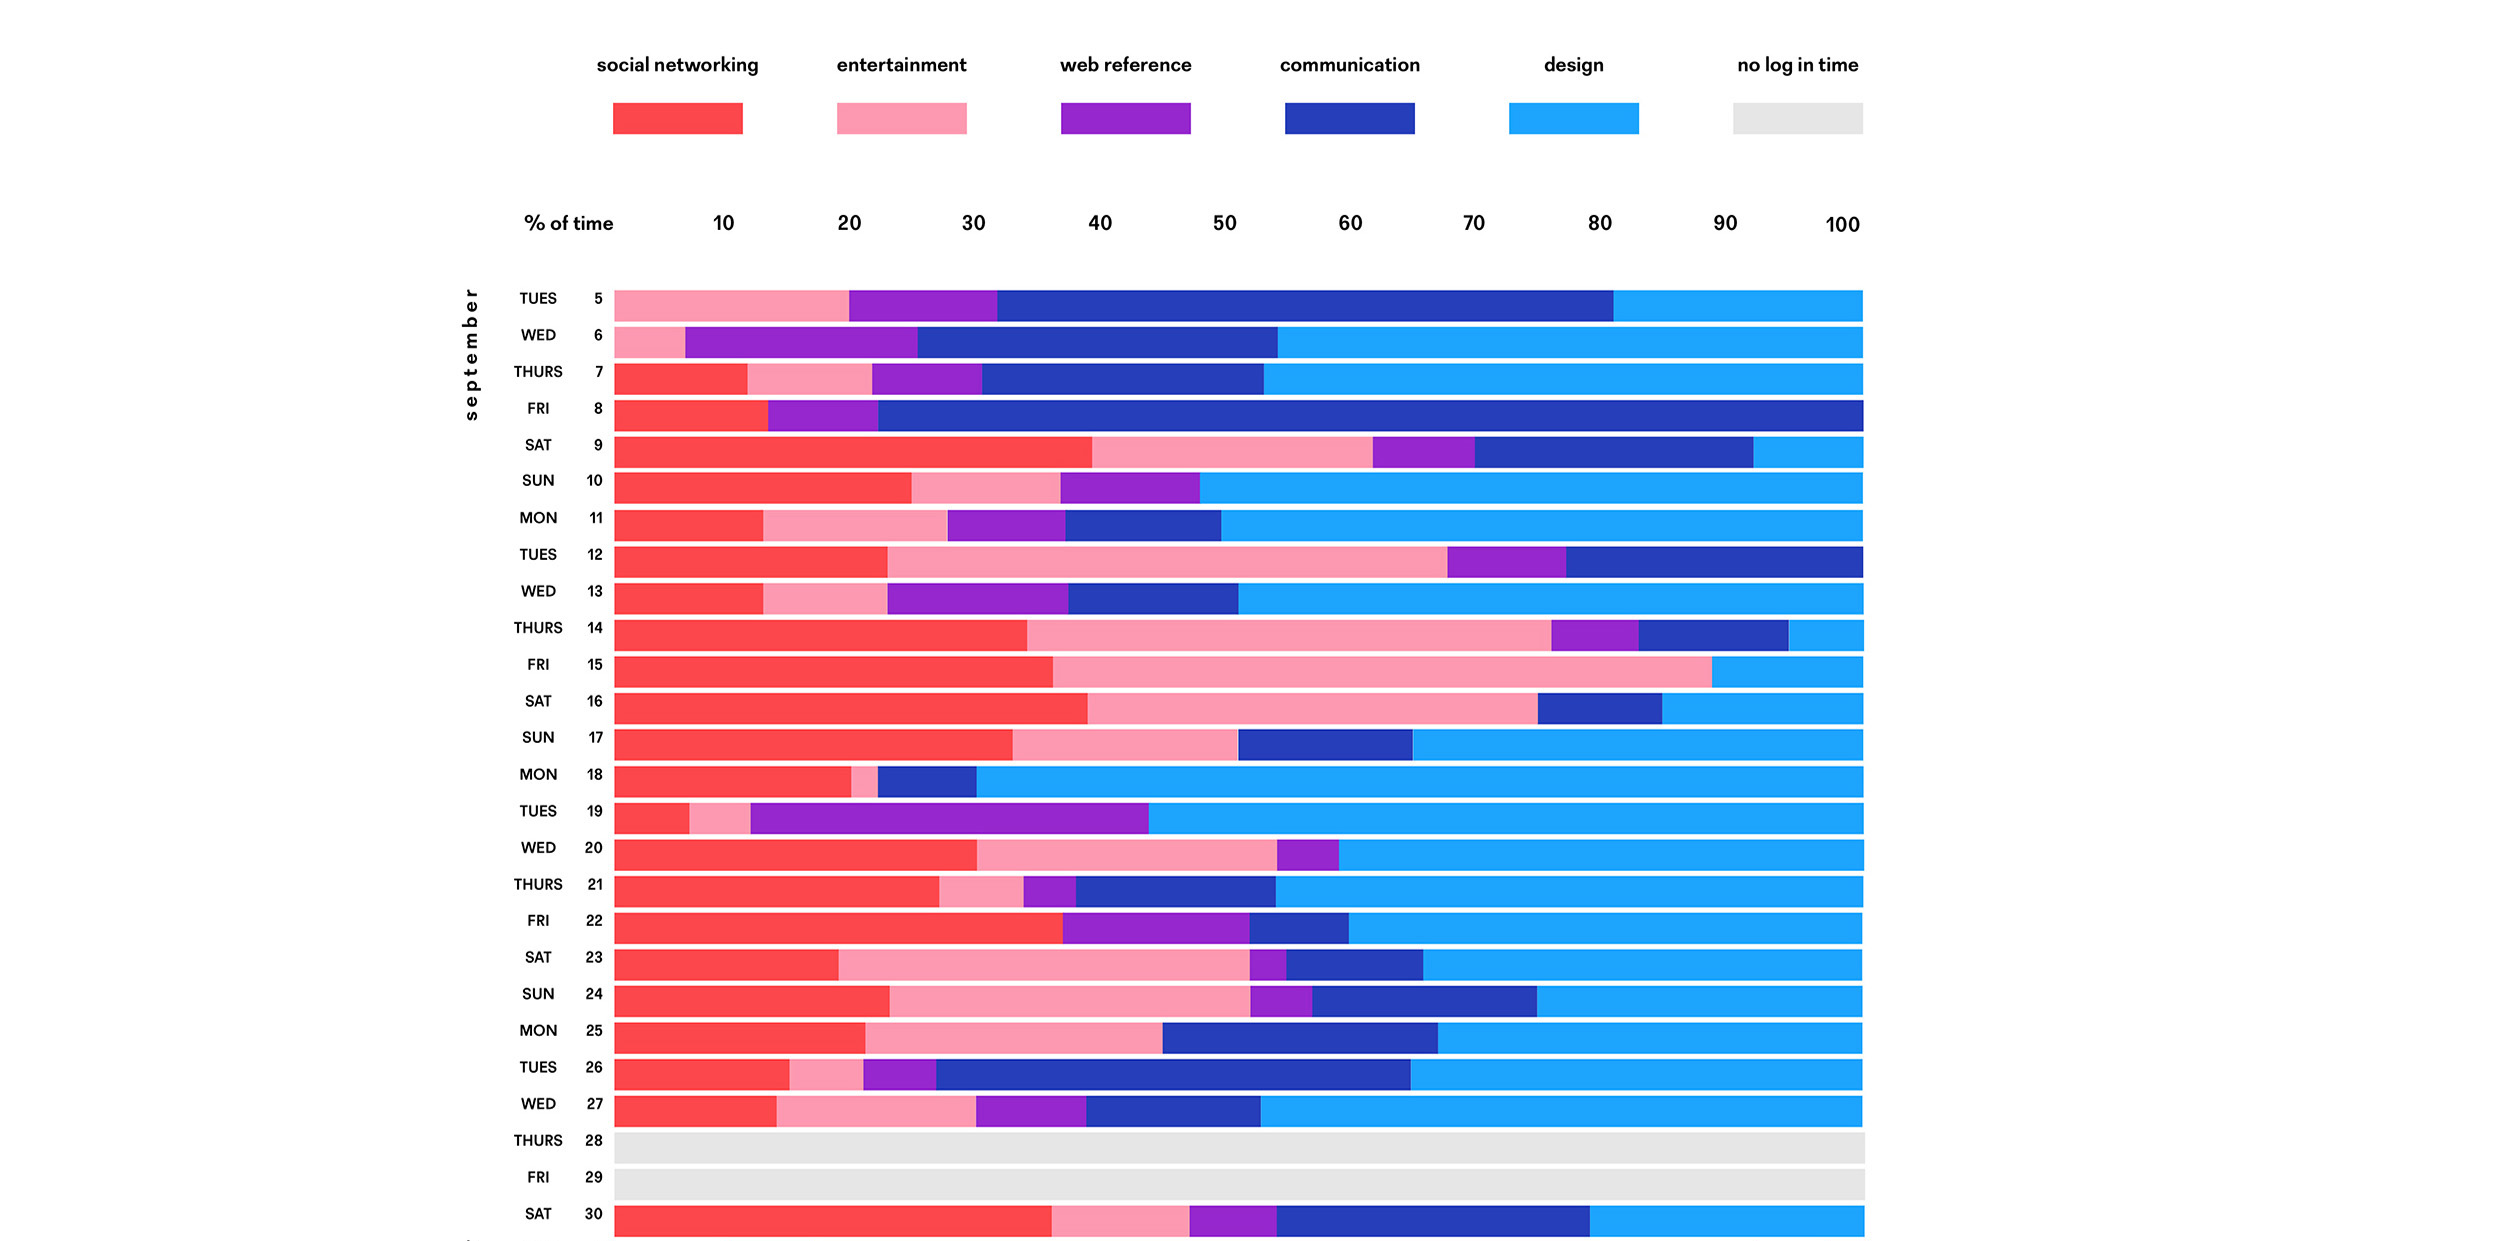 social networking entertainment web reference communication design no log in time
% of time 10 20 30 40 50 60 70 80 90 100
september
TUES 5
WED 6
THURS 7
FRI 8
SAT 9
SUN 10
MON 11
TUES 12
WED 13
THURS 14
FRI 15
SAT 16
SUN 17
MON 18
TUES 19
WED 20
THURS 21
FRI 22
SAT 23
SUN 24
MON 25
TUES 26
WED 27
THURS 28
FRI 29
SAT 30